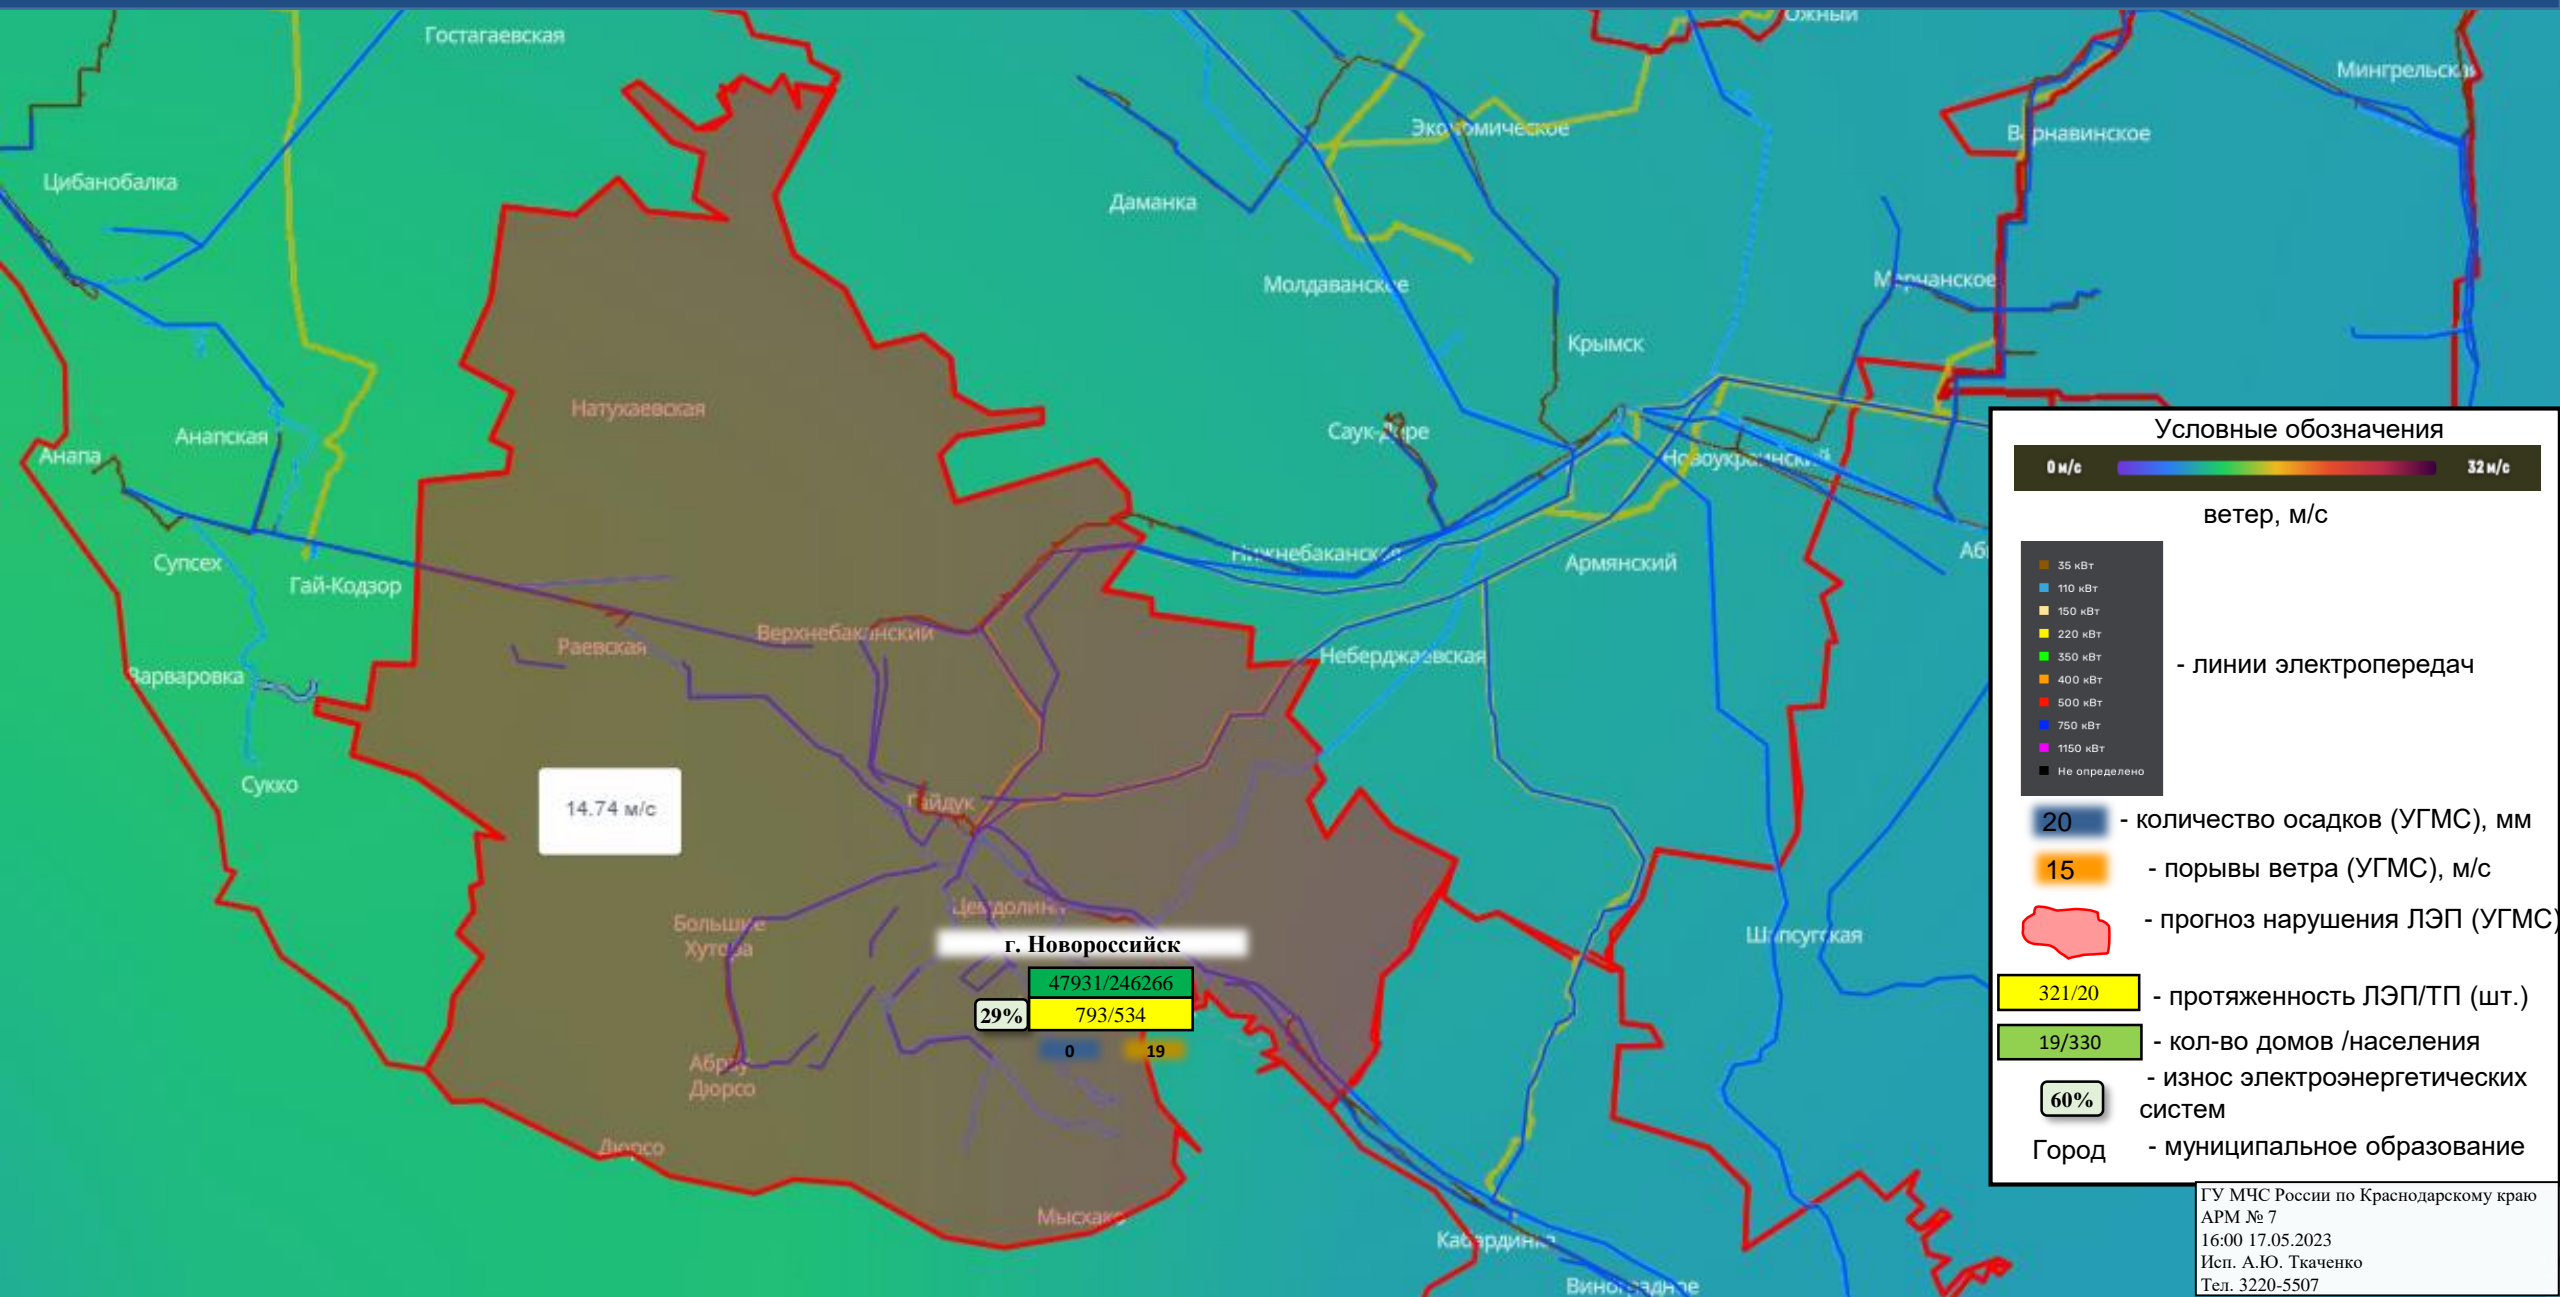 Гостагаевская
Южный
Мингрельская
Экономическое
Варнавинское
Цибанобалка
Даманка
Молдаванское
Мерчанское
Крымск
Натухаевская
Анапская
Анапа
Саук-Дере
Новоукраинский
Нижнебаканская
Армянский
Аб
Супсех
Гай-Кодзор
Верхнебаканский
Раевская
Неберджаевская
Варваровка
Сукко
14.74 м/с
Гайдук
Большие
Хутора
Цемдолина
Шапсугская
г. Новороссийск
47931/246266
29%
793/534
0
19
Абрау
Дюрсо
Дюрсо
Мысхако
Кабардинка
Виноградное
Условные обозначения
0 м/с
32 м/с
ветер, м/с
35 кВт
110 кВт
150 кВт
220 кВт
350 кВт
400 кВт
500 кВт
750 кВт
1150 кВт
Не определено
- линии электропередач
20 - количество осадков (УГМС), мм
15 - порывы ветра (УГМС), м/с
- прогноз нарушения ЛЭП (УГМС)
321/20 - протяженность ЛЭП/ТП (шт.)
19/330 - кол-во домов /населения
60% - износ электроэнергетических
систем
Город - муниципальное образование
ГУ МЧС России по Краснодарскому краю
АРМ № 7
16:00 17.05.2023
Исп. А.Ю. Ткаченко
Тел. 3220-5507